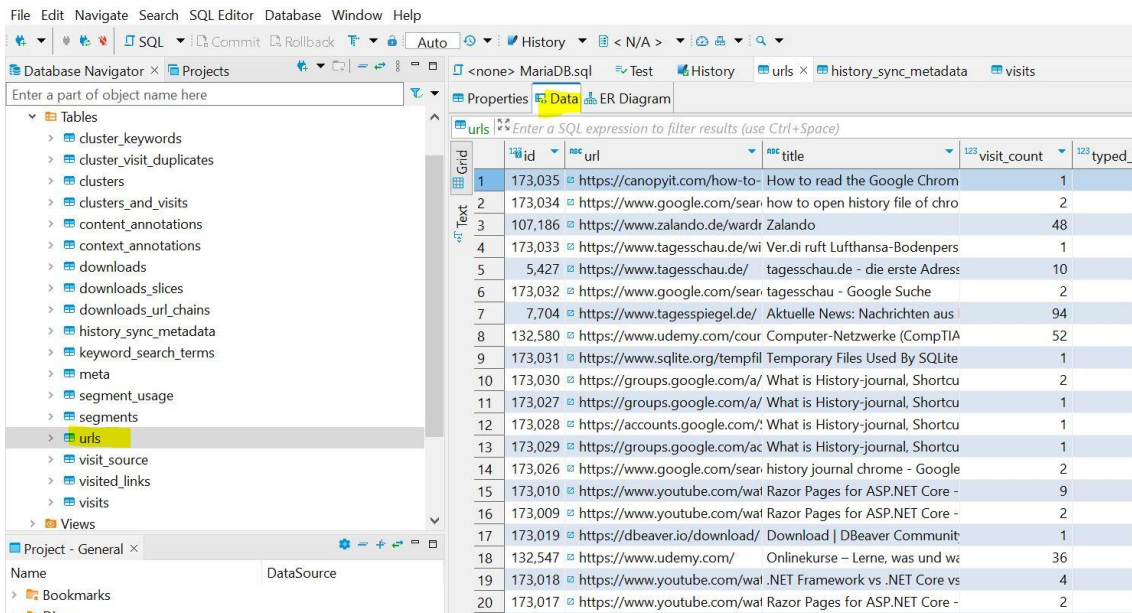 File Edit Navigate Search SQL Editor Database Window Help
SQL Commit Rollback Auto History < N/A >
Database Navigator Projects
<none> MariaDB.sql Test History urls history_sync_metadata visits
Enter a part of object name here
Properties Data ER Diagram
urls Enter a SQL expression to filter results (use Ctrl+Space)
Tables
cluster_keywords
cluster_visit_duplicates
clusters
clusters_and_visits
content_annotations
context_annotations
downloads
downloads_slices
downloads_url_chains
history_sync_metadata
keyword_search_terms
meta
segment_usage
segments
urls
visit_source
visited_links
visits
Views
Project - General
Name DataSource
Bookmarks
Grid
Text
123 id ABC url ABC title 123 visit_count 123 typed_
1 173,035 https://canopyit.com/how-to- How to read the Google Chrom 1
2 173,034 https://www.google.com/sear how to open history file of chro 2
3 107,186 https://www.zalando.de/wardr Zalando 48
4 173,033 https://www.tagesschau.de/wi Ver.di ruft Lufthansa-Bodenpers 1
5 5,427 https://www.tagesschau.de/ tagesschau.de - die erste Adress 10
6 173,032 https://www.google.com/sear tagesschau - Google Suche 2
7 7,704 https://www.tagesspiegel.de/ Aktuelle News: Nachrichten aus 94
8 132,580 https://www.udemy.com/cour Computer-Netzwerke (CompTIA 52
9 173,031 https://www.sqlite.org/tempfil Temporary Files Used By SQLite 1
10 173,030 https://groups.google.com/a/ What is History-journal, Shortcu 2
11 173,027 https://groups.google.com/a/ What is History-journal, Shortcu 1
12 173,028 https://accounts.google.com/ What is History-journal, Shortcu 1
13 173,029 https://groups.google.com/ac What is History-journal, Shortcu 1
14 173,026 https://www.google.com/sear history journal chrome - Google 2
15 173,010 https://www.youtube.com/wat Razor Pages for ASP.NET Core - 9
16 173,009 https://www.youtube.com/wat Razor Pages for ASP.NET Core - 2
17 173,019 https://dbeaver.io/download/ Download | DBeaver Community 1
18 132,547 https://www.udemy.com/ Onlinekurse – Lerne, was und wa 36
19 173,018 https://www.youtube.com/wat .NET Framework vs .NET Core vs 4
20 173,017 https://www.youtube.com/wat Razor Pages for ASP.NET Core - 2